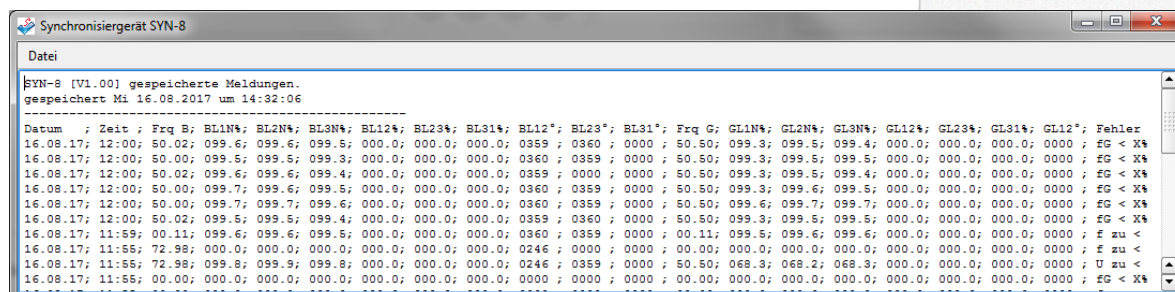 Synchronisiergerät SYN-8
Datei
SYN-8 [V1.00] gespeicherte Meldungen.
gespeichert Mi 16.08.2017 um 14:32:06
--------------------------------------------------
Datum ; Zeit ; Frq B; BL1N%; BL2N%; BL3N%; BL12%; BL23%; BL31%; BL12°; BL23°; BL31°; Frq G; GL1N%; GL2N%; GL3N%; GL12%; GL23%; GL31%; GL12°; Fehler
16.08.17; 12:00; 50.02; 099.6; 099.6; 099.5; 000.0; 000.0; 000.0; 0359 ; 0360 ; 0000 ; 50.50; 099.3; 099.5; 099.4; 000.0; 000.0; 000.0; 0000 ; fG < X%
16.08.17; 12:00; 50.00; 099.5; 099.5; 099.3; 000.0; 000.0; 000.0; 0360 ; 0359 ; 0000 ; 50.50; 099.3; 099.5; 099.5; 000.0; 000.0; 000.0; 0000 ; fG < X%
16.08.17; 12:00; 50.02; 099.6; 099.6; 099.4; 000.0; 000.0; 000.0; 0359 ; 0000 ; 0000 ; 50.50; 099.3; 099.5; 099.4; 000.0; 000.0; 000.0; 0000 ; fG < X%
16.08.17; 12:00; 50.00; 099.7; 099.6; 099.5; 000.0; 000.0; 000.0; 0360 ; 0359 ; 0000 ; 50.50; 099.3; 099.6; 099.5; 000.0; 000.0; 000.0; 0000 ; fG < X%
16.08.17; 12:00; 50.00; 099.7; 099.7; 099.6; 000.0; 000.0; 000.0; 0360 ; 0359 ; 0000 ; 50.50; 099.6; 099.7; 099.7; 000.0; 000.0; 000.0; 0000 ; fG < X%
16.08.17; 12:00; 50.02; 099.5; 099.5; 099.4; 000.0; 000.0; 000.0; 0359 ; 0360 ; 0000 ; 50.50; 099.3; 099.5; 099.5; 000.0; 000.0; 000.0; 0000 ; fG < X%
16.08.17; 11:59; 00.11; 099.6; 099.6; 099.5; 000.0; 000.0; 000.0; 0360 ; 0359 ; 0000 ; 00.11; 099.5; 099.6; 099.6; 000.0; 000.0; 000.0; 0000 ; f zu <
16.08.17; 11:55; 72.98; 000.0; 000.0; 000.0; 000.0; 000.0; 000.0; 0246 ; 0000 ; 0000 ; 00.00; 000.0; 000.0; 000.0; 000.0; 000.0; 000.0; 0000 ; f zu <
16.08.17; 11:55; 72.98; 099.8; 099.9; 099.8; 000.0; 000.0; 000.0; 0246 ; 0359 ; 0000 ; 50.50; 068.3; 068.2; 068.3; 000.0; 000.0; 000.0; 0000 ; U zu <
16.08.17; 11:55; 00.00; 000.0; 000.0; 000.0; 000.0; 000.0; 000.0; 0000 ; 0000 ; 0000 ; 00.00; 000.0; 000.0; 000.0; 000.0; 000.0; 000.0; 0000 ; fG < X%